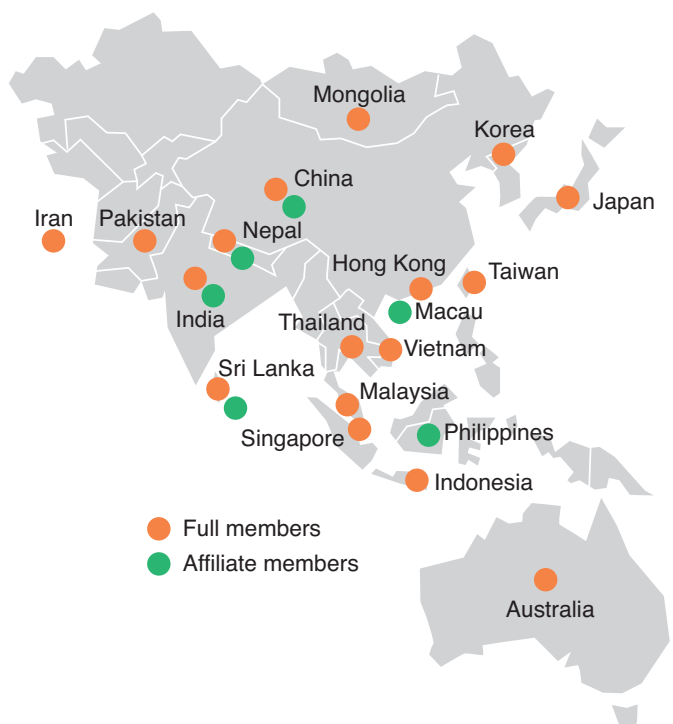 Mongolia
Korea
China
Japan
Iran
Pakistan
Nepal
Hong Kong
Taiwan
India
Thailand
Macau
Vietnam
Sri Lanka
Malaysia
Singapore
Philippines
Indonesia
Full members
Affiliate members
Australia